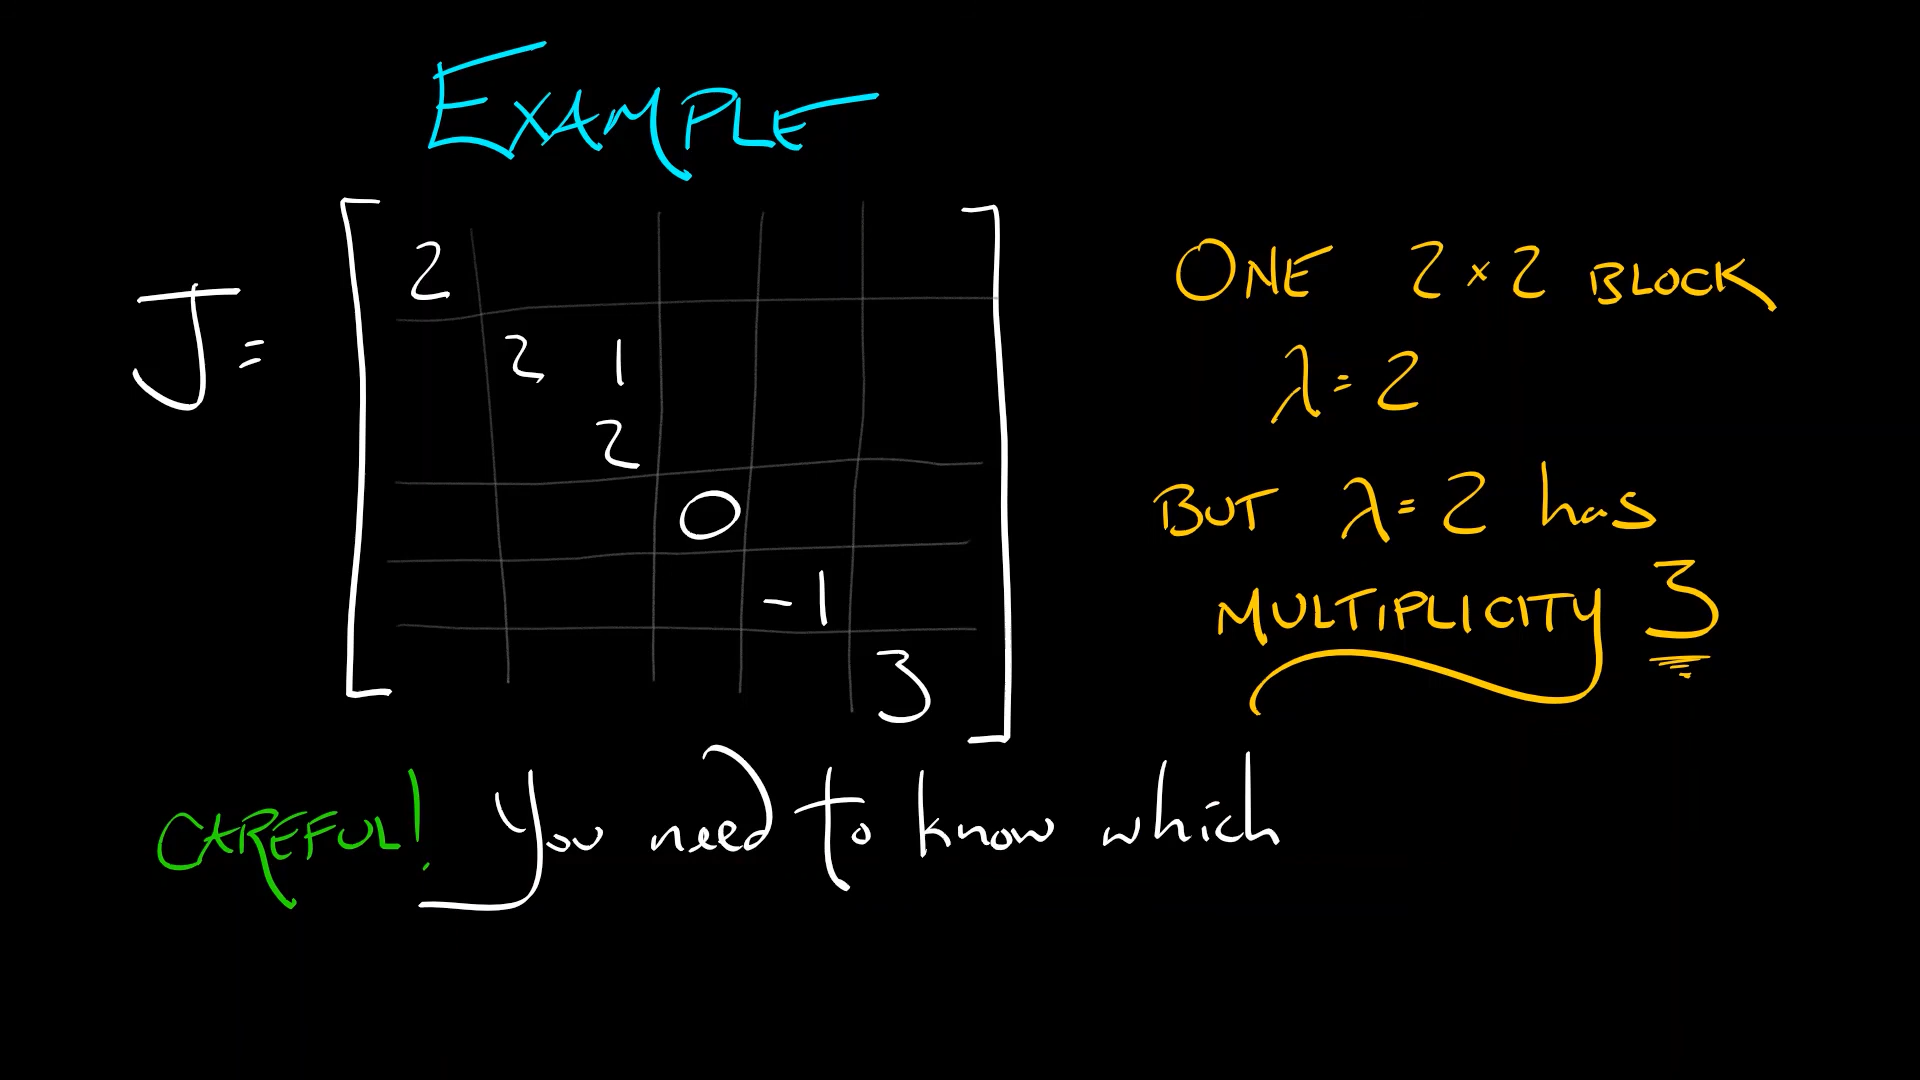 EXAMPLE
J =
2
2 1
2
0
-1
3
ONE 2×2 BLOCK
λ = 2
BUT λ = 2 has
MULTIPLICITY 3
CAREFUL! You need to know which